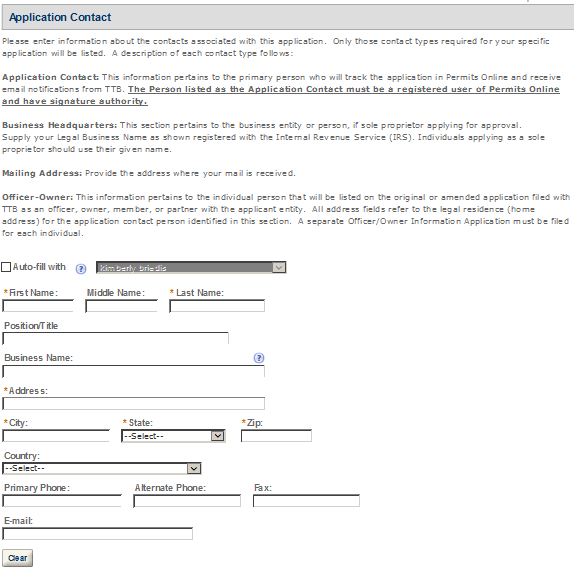 Application Contact
Please enter information about the contacts associated with this application. Only those contact types required for your specific
application will be listed. A description of each contact type follows:
Application Contact: This information pertains to the primary person who will track the application in Permits Online and receive
email notifications from TTB. The Person listed as the Application Contact must be a registered user of Permits Online
and have signature authority.
Business Headquarters: This section pertains to the business entity or person, if sole proprietor applying for approval.
Supply your Legal Business Name as shown registered with the Internal Revenue Service (IRS). Individuals applying as a sole
proprietor should use their given name.
Mailing Address: Provide the address where your mail is received.
Officer-Owner: This information pertains to the individual person that will be listed on the original or amended application filed with
TTB as an officer, owner, member, or partner with the applicant entity. All address fields refer to the legal residence (home
address) for the application contact person identified in this section. A separate Officer/Owner Information Application must be filed
for each individual.
Auto-fill with ? Kimberly briedis
*First Name: Middle Name: *Last Name:
Position/Title
Business Name: ?
*Address:
*City: *State: *Zip:
--Select--
Country:
--Select--
Primary Phone: Alternate Phone: Fax:
E-mail:
Clear